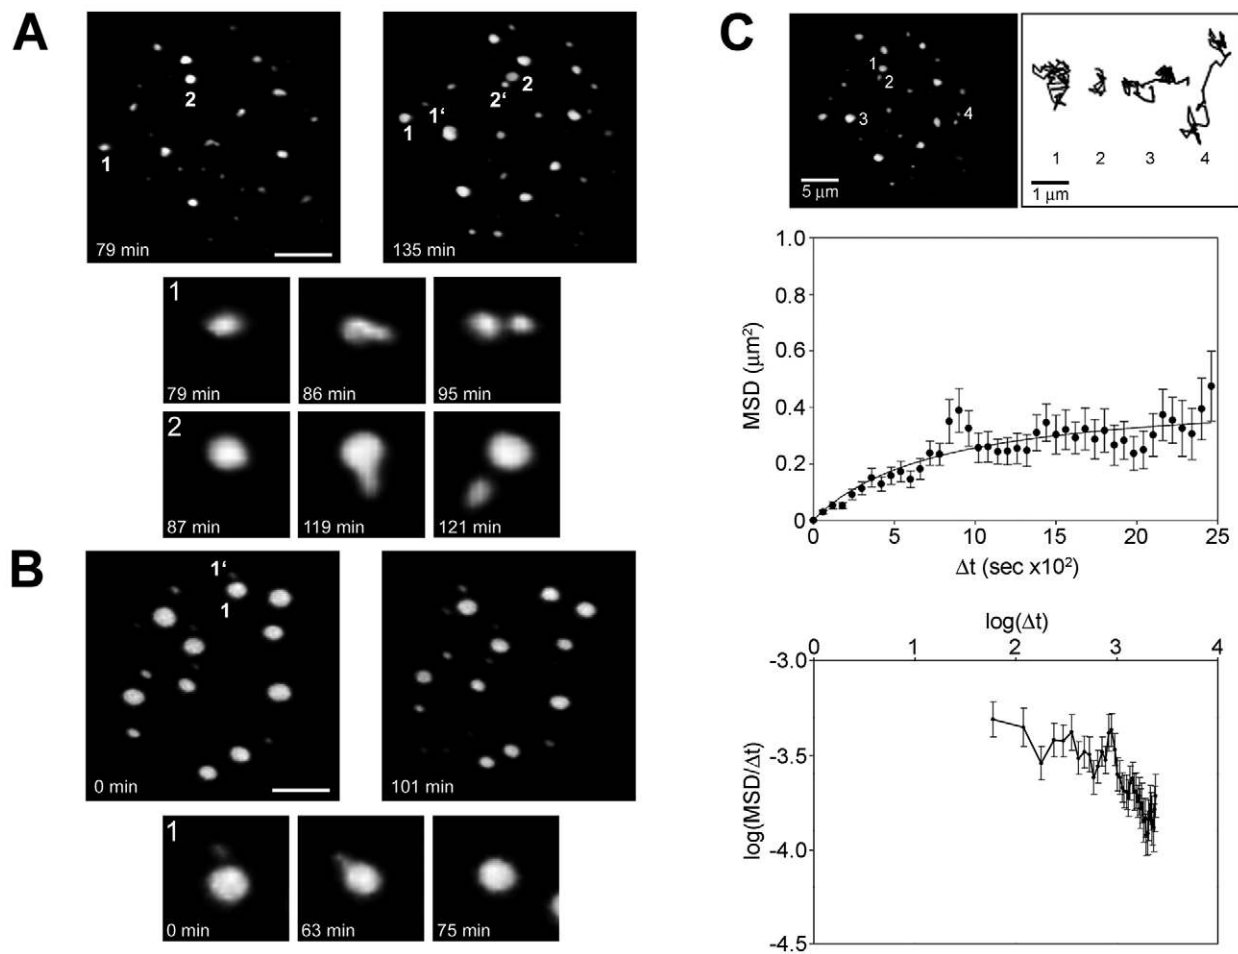 A
79 min
1
2
135 min
1
1‘
2‘
2
1
79 min
86 min
95 min
2
87 min
119 min
121 min
B
0 min
1‘
1
101 min
1
0 min
63 min
75 min
C
1
2
3
4
5 μm
1 2 3 4
1 μm
1.0
0.8
0.6
0.4
0.2
0
MSD (μm²)
0 5 10 15 20 25
Δt (sec x10²)
log(Δt)
0 1 2 3 4
-3.0
-3.5
-4.0
-4.5
log(MSD/Δt)